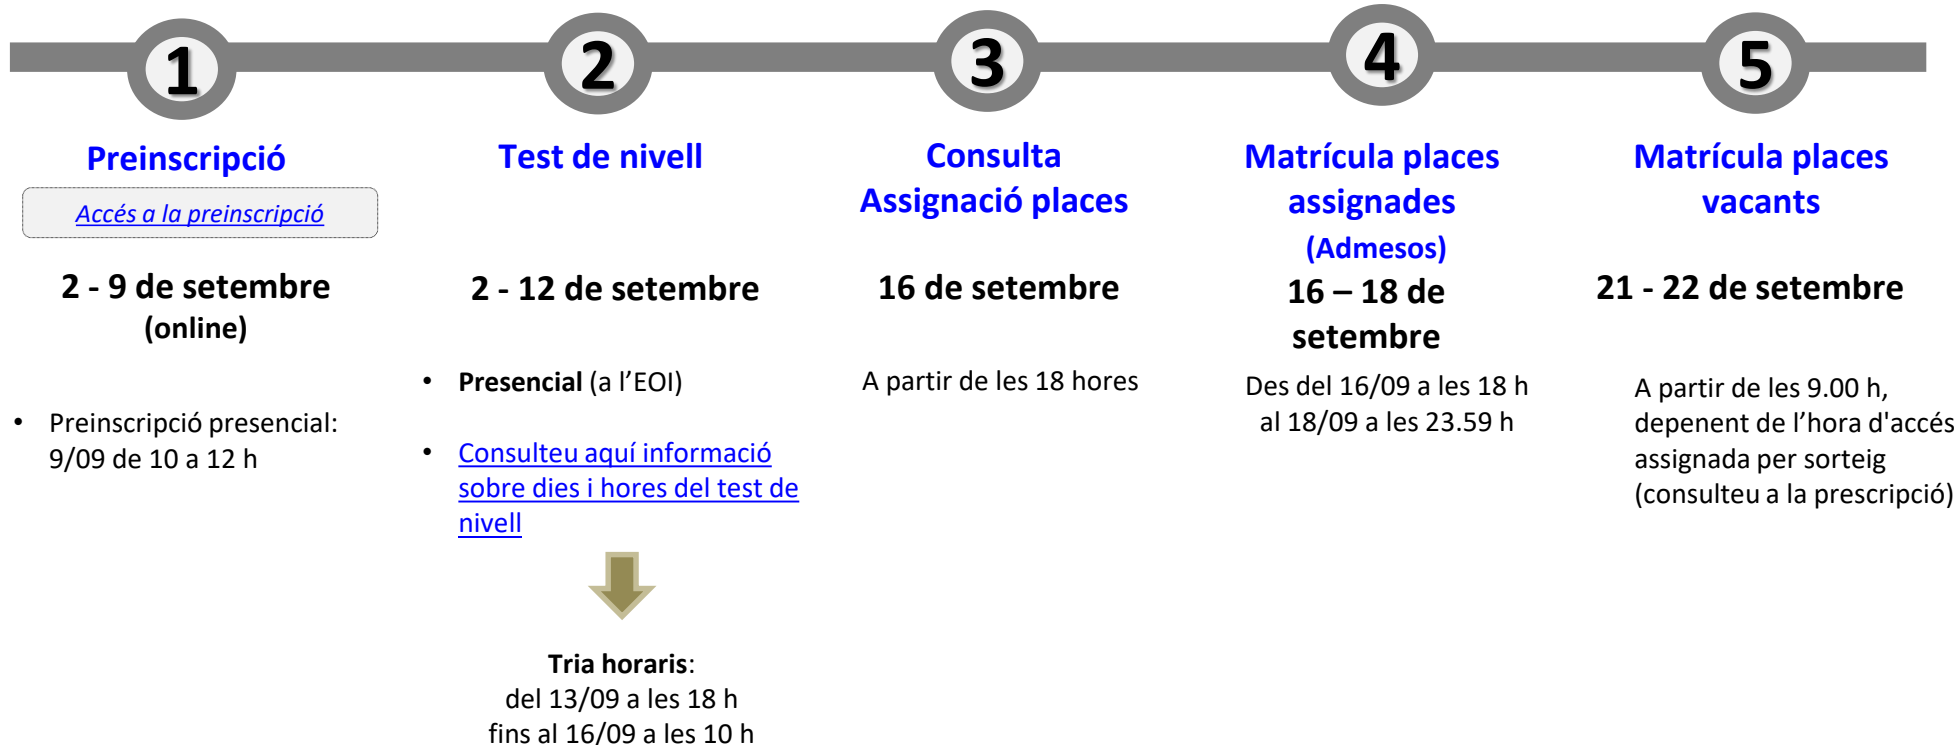 1
Preinscripció
Accés a la preinscripció
2 - 9 de setembre
(online)
• Preinscripció presencial:
9/09 de 10 a 12 h
2
Test de nivell
2 - 12 de setembre
• Presencial (a l’EOI)
• Consulteu aquí informació
sobre dies i hores del test de
nivell
Tria horaris:
del 13/09 a les 18 h
fins al 16/09 a les 10 h
3
Consulta
Assignació places
16 de setembre
A partir de les 18 hores
4
Matrícula places
assignades
(Admesos)
16 – 18 de
setembre
Des del 16/09 a les 18 h
al 18/09 a les 23.59 h
5
Matrícula places
vacants
21 - 22 de setembre
A partir de les 9.00 h,
depenent de l’hora d'accés
assignada per sorteig
(consulteu a la prescripció)